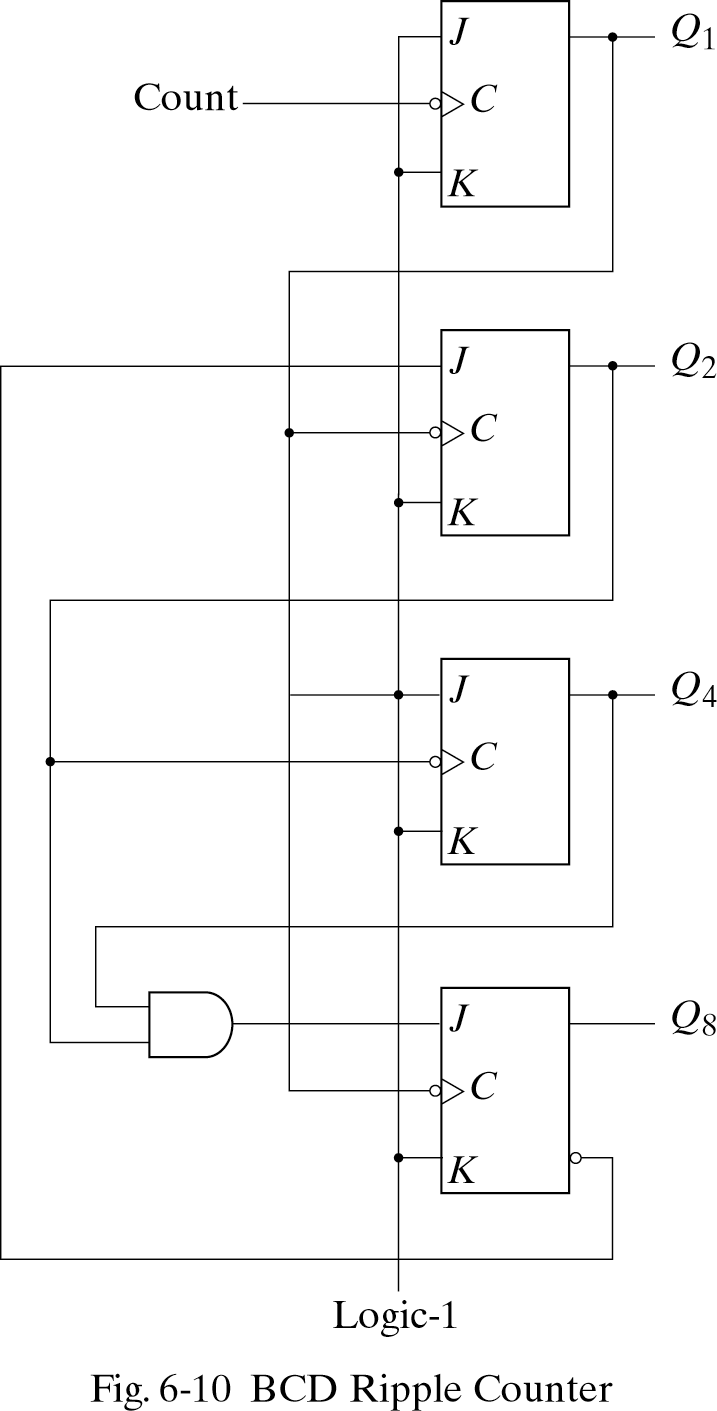 J
Q1
Count
C
K
J
Q2
C
K
J
Q4
C
K
J
Q8
C
K
Logic-1
Fig. 6-10 BCD Ripple Counter